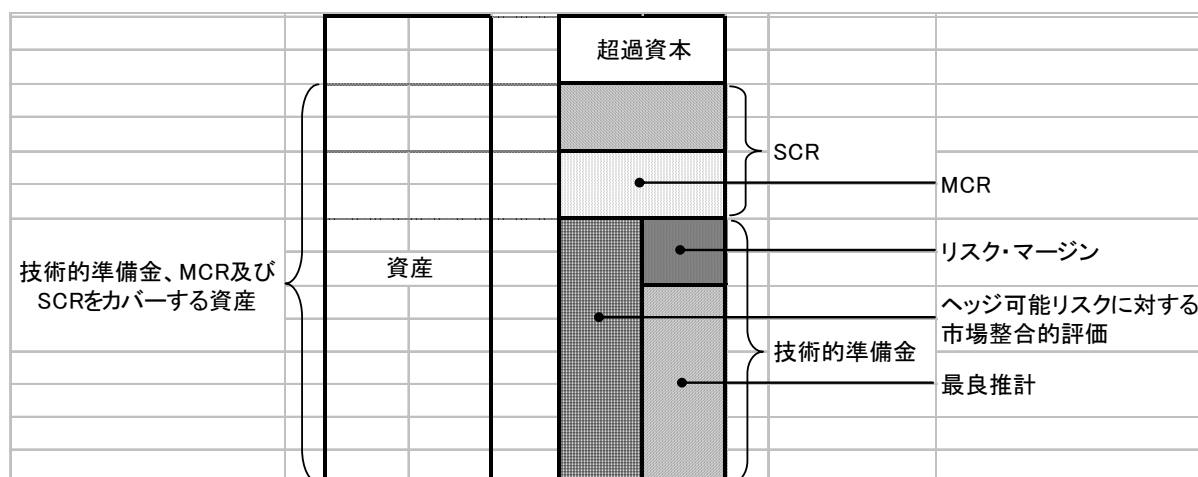 超過資本
SCR
MCR
リスク・マージン
技術的準備金、MCR及び
SCRをカバーする資産
資産
ヘッジ可能リスクに対する
市場整合的評価
技術的準備金
最良推計